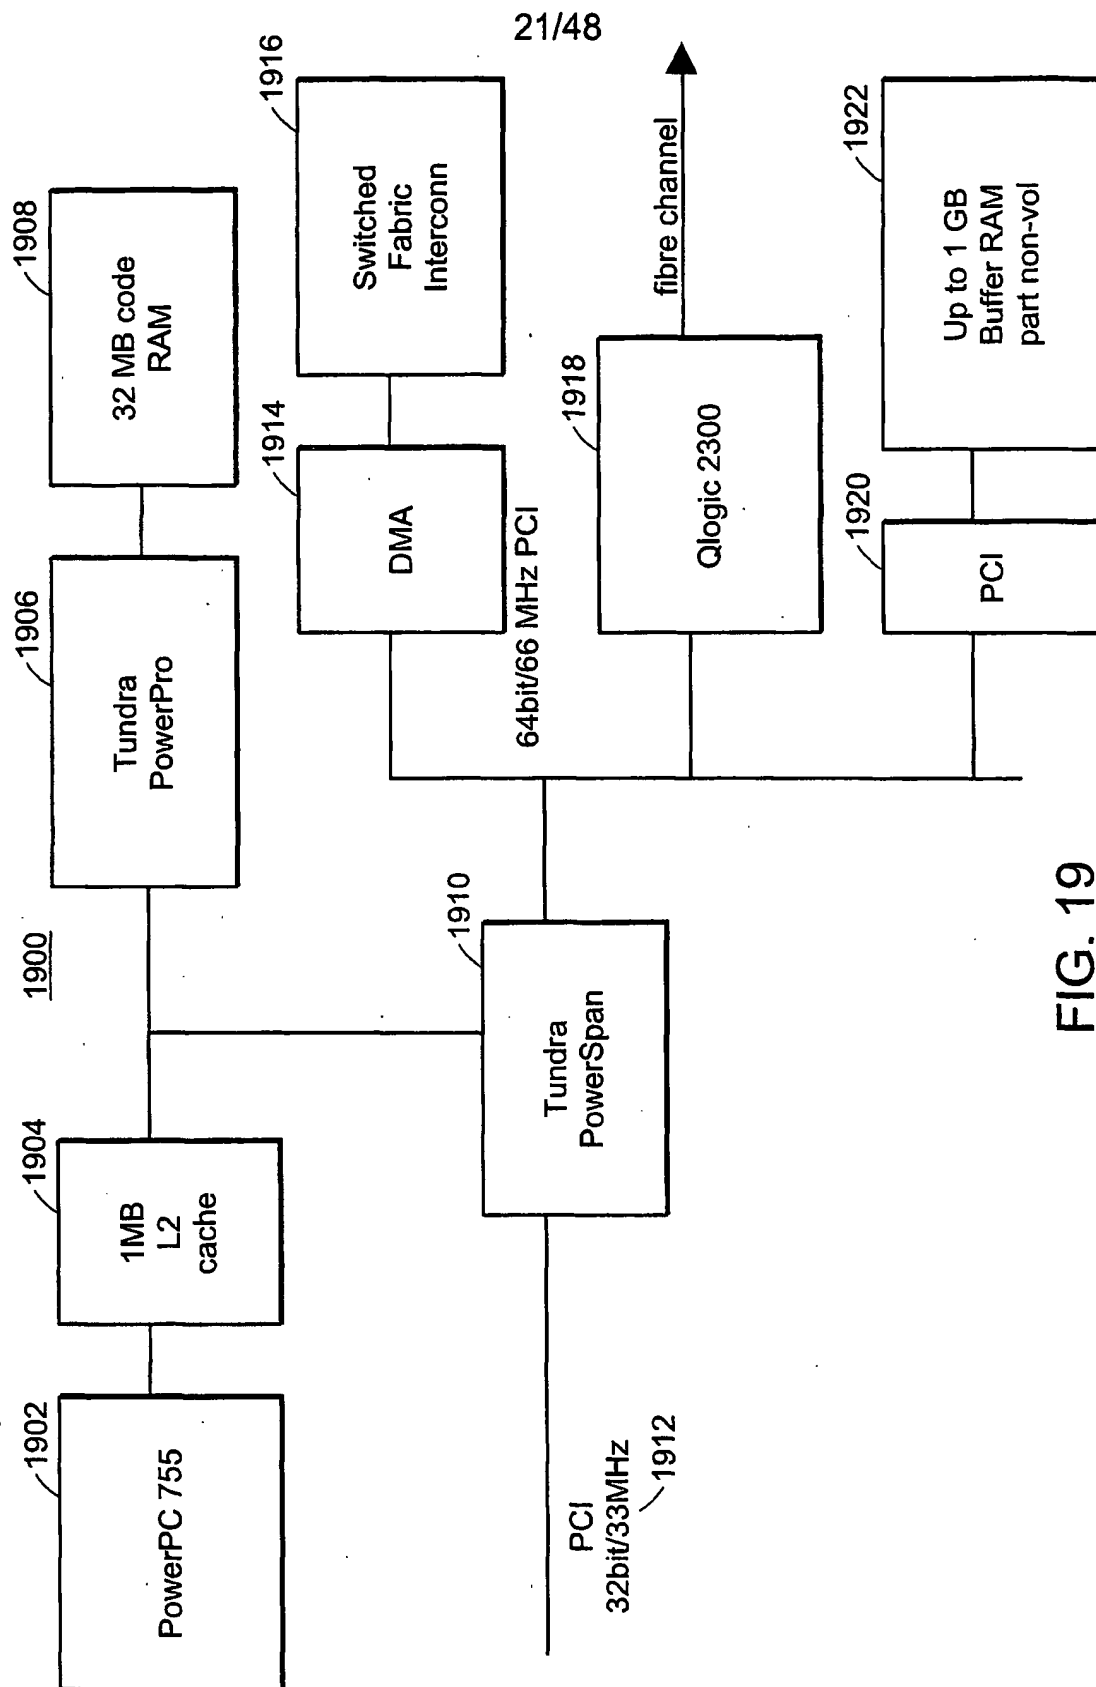 21/48
1900
1902
PowerPC 755
1904
1MB
L2
cache
1906
Tundra
PowerPro
1908
32 MB code
RAM
1910
Tundra
PowerSpan
PCI
32bit/33MHz
1912
64bit/66 MHz PCI
1914
DMA
1916
Switched
Fabric
Interconn
1918
Qlogic 2300
fibre channel
1920
PCI
1922
Up to 1 GB
Buffer RAM
part non-vol
FIG. 19